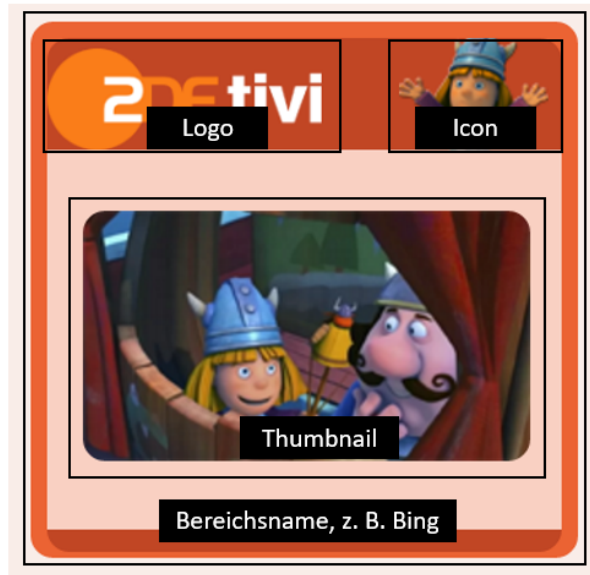 2DF tivi
Logo
Icon
Thumbnail
Bereichsname, z. B. Bing